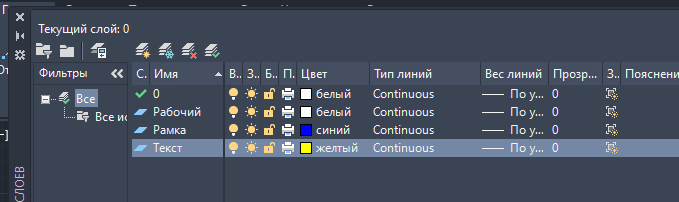 Текущий слой: 0
Фильтры
Все
Все ис
С. Имя В.. З.. Б.. П.. Цвет Тип линий Вес линий Прозр... З.. Пояснени
0 белый Continuous По у... 0
Рабочий белый Continuous По у... 0
Рамка синий Continuous По у... 0
Текст желтый Continuous По у... 0
СЛОЕВ